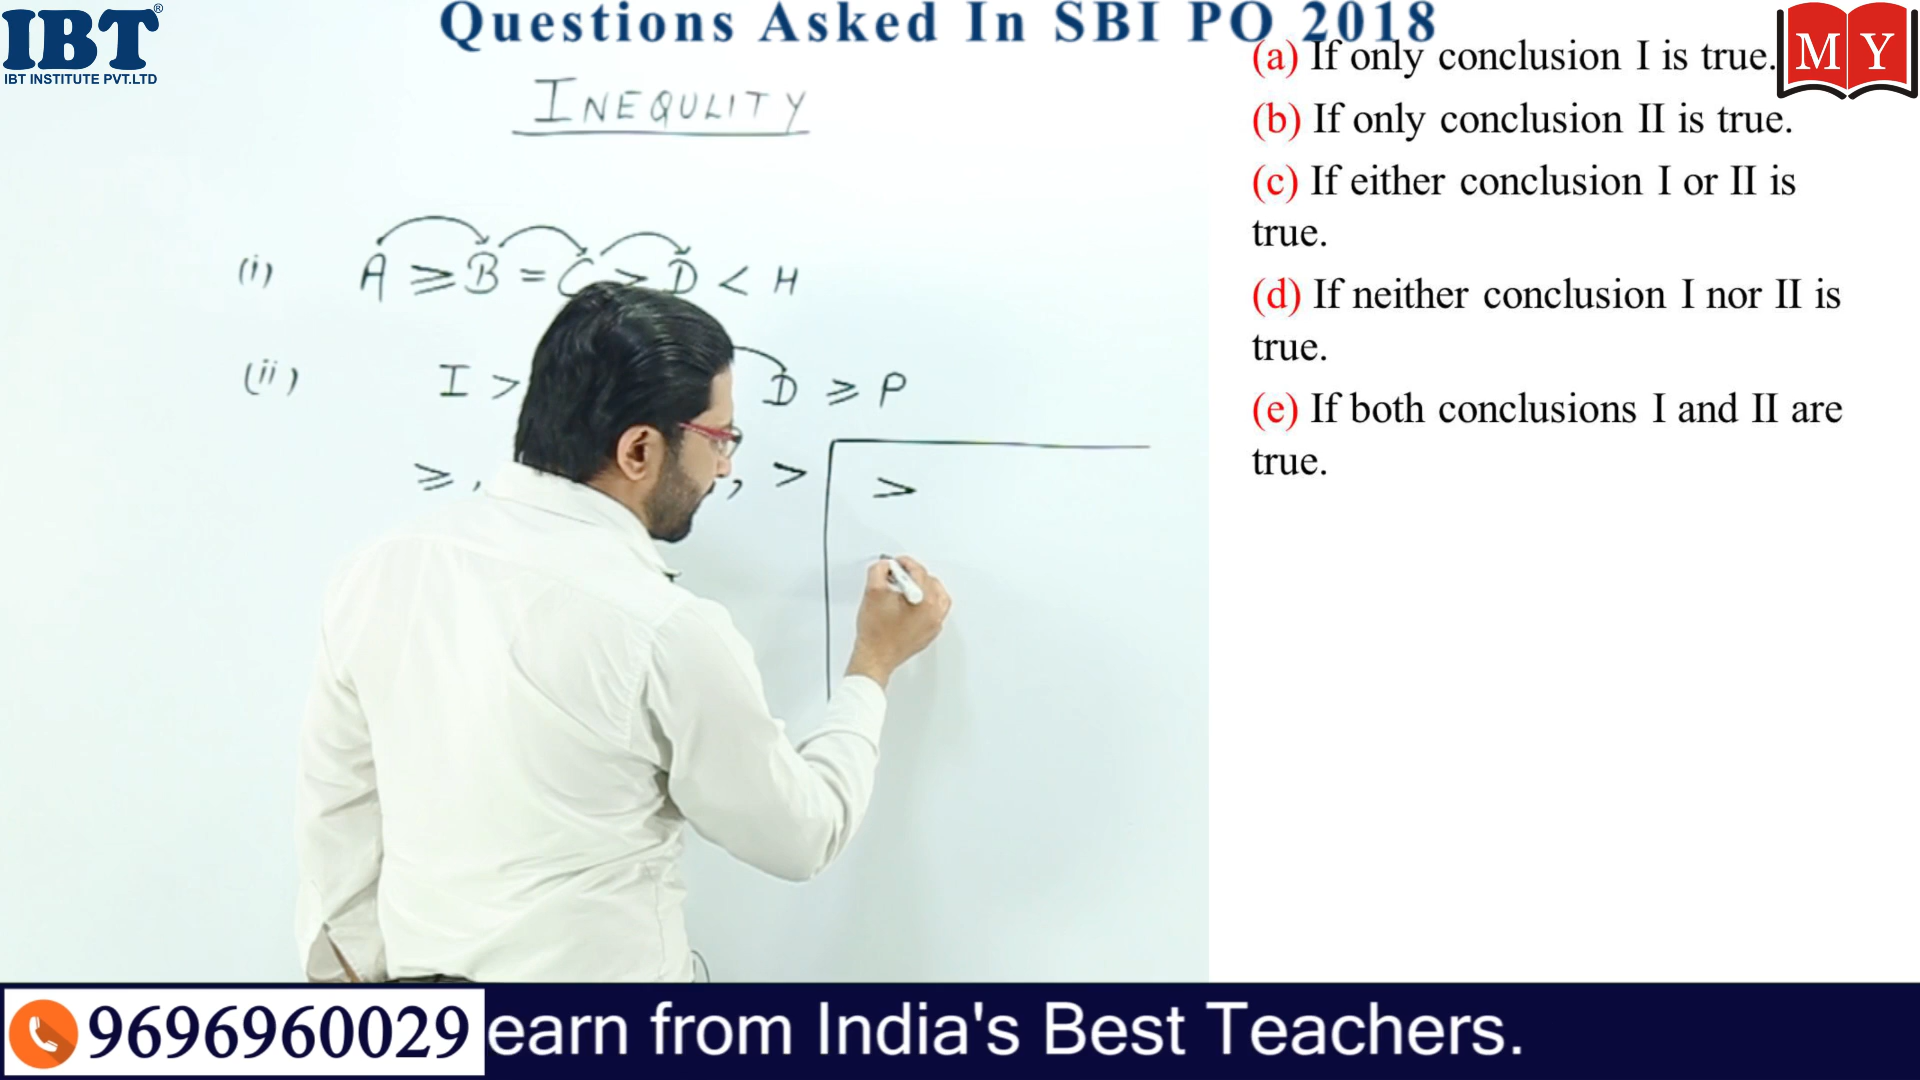 IBT®
IBT INSTITUTE PVT.LTD
Questions Asked In SBI PO 2018
M Y
INEQULITY
(i) A ⩾ B = C > D < H
(ii) I > D ⩾ P
⩾, , >
>
(a) If only conclusion I is true.
(b) If only conclusion II is true.
(c) If either conclusion I or II is
true.
(d) If neither conclusion I nor II is
true.
(e) If both conclusions I and II are
true.
9696960029 earn from India's Best Teachers.